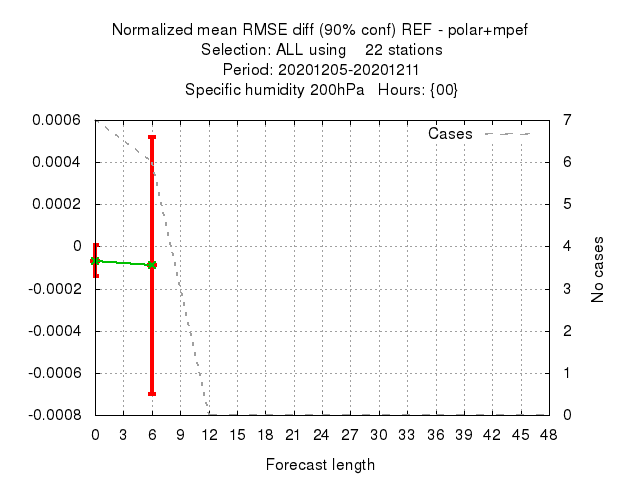 Normalized mean RMSE diff (90% conf) REF - polar+mpef
Selection: ALL using 22 stations
Period: 20201205-20201211
Specific humidity 200hPa Hours: {00}
Cases
0.0006
0.0004
0.0002
0
-0.0002
-0.0004
-0.0006
-0.0008
7
6
5
4
3
2
1
0
No cases
0 3 6 9 12 15 18 21 24 27 30 33 36 39 42 45 48
Forecast length